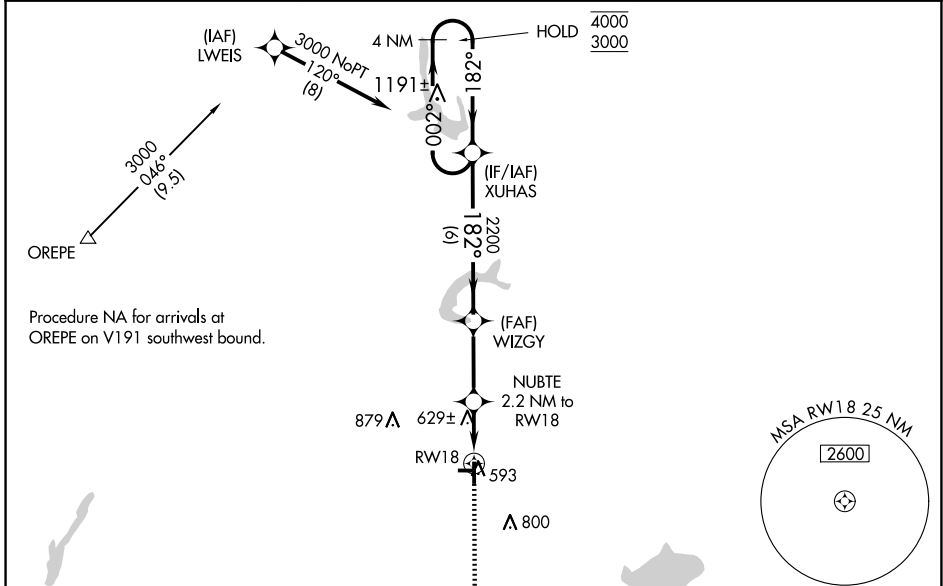 4000
3000
HOLD
4 NM
(IAF)
LWEIS
3000 NoPT
120°
(8)
1191±
182°
002°
3000
046°
(9.5)
(IF/IAF)
XUHAS
2200
182°
(6)
OREPE
Procedure NA for arrivals at
OREPE on V191 southwest bound.
(FAF)
WIZGY
NUBTE
2.2 NM to
RW18
879
629±
RW18
593
800
MSA RW18 25 NM
2600